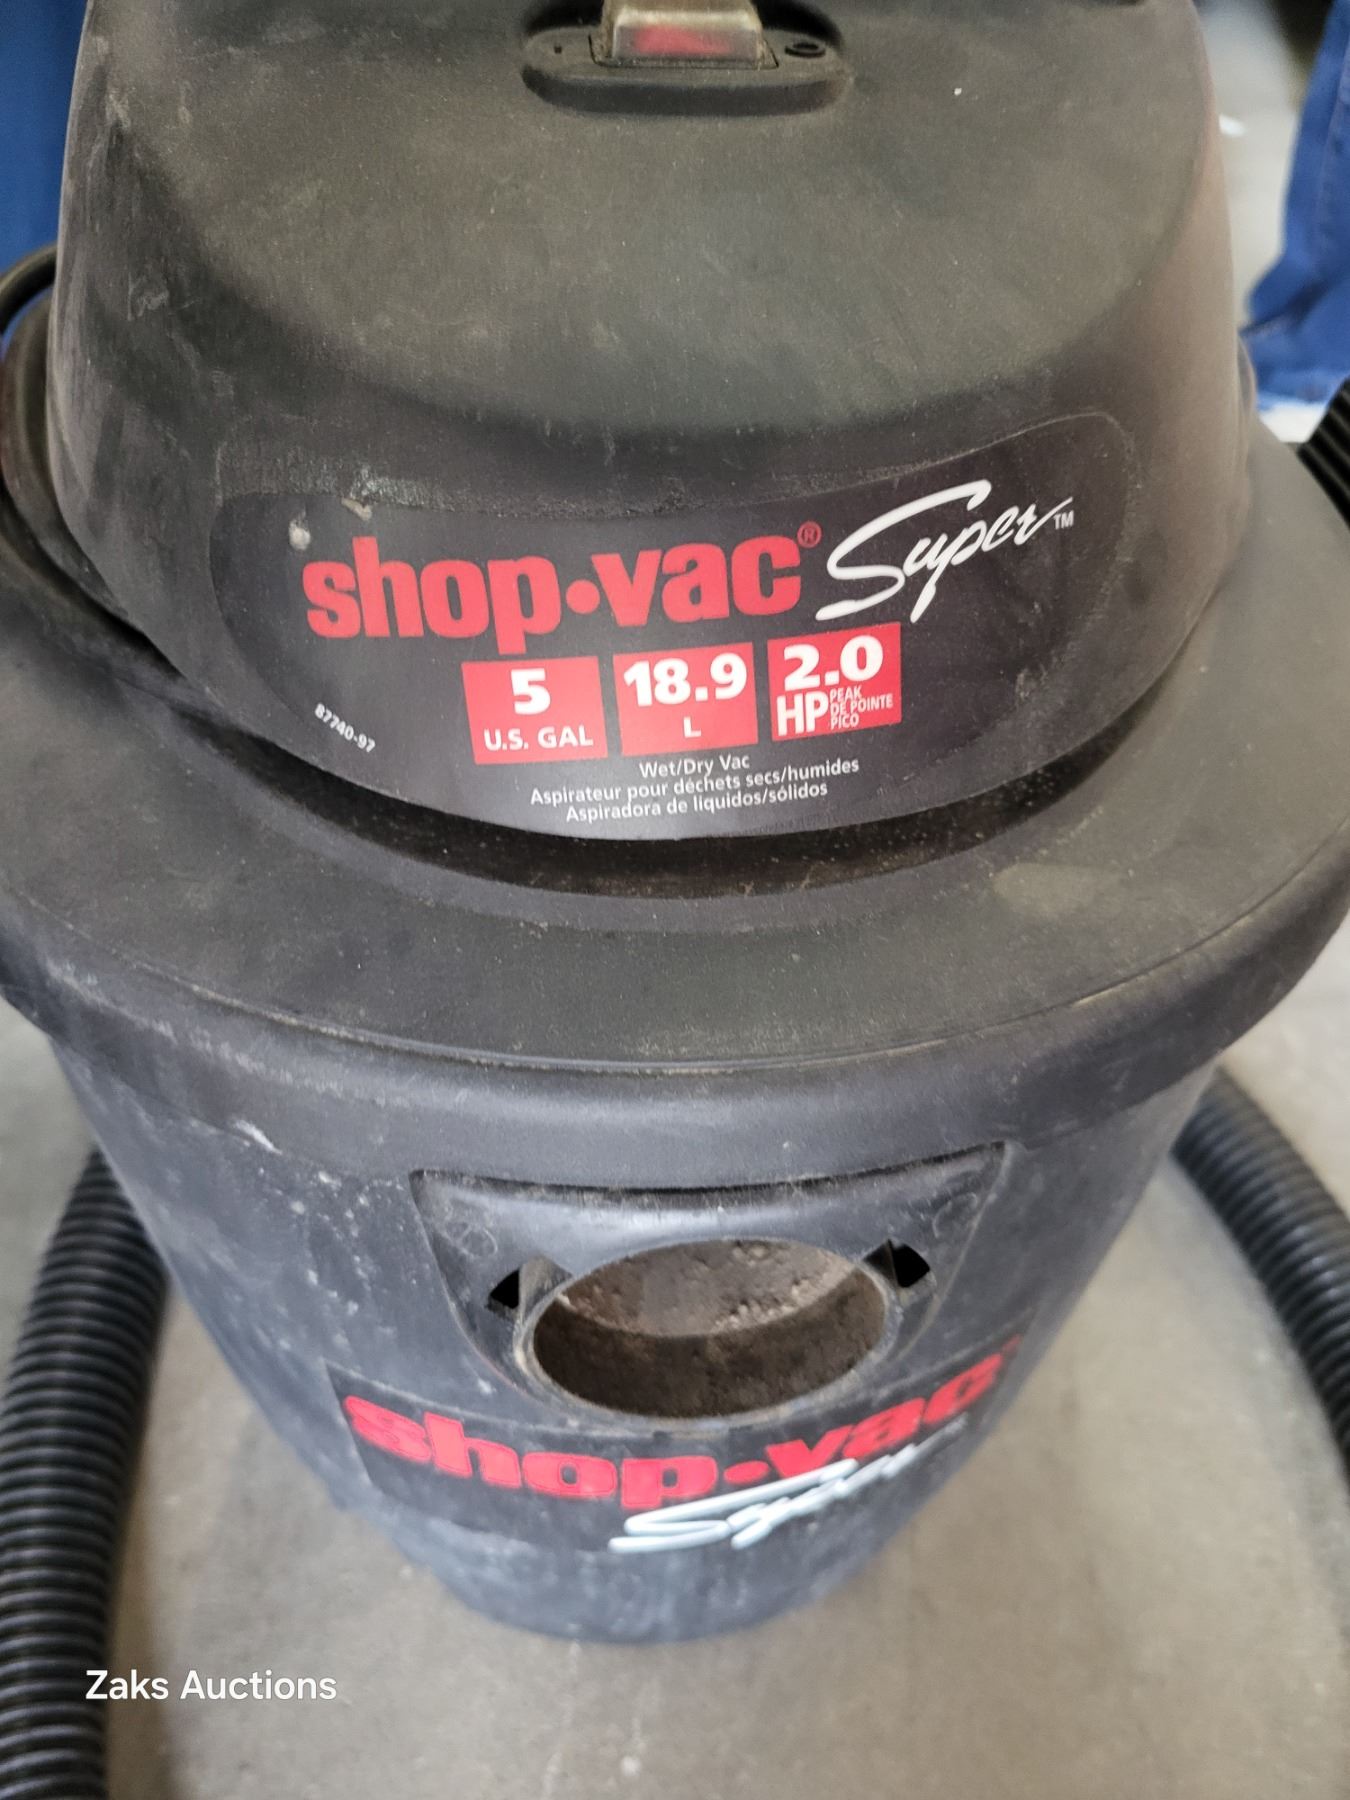 shop·vac® Super™
5 U.S. GAL
18.9 L
2.0 HP PEAK DE POINTE PICO
87740-97
Wet/Dry Vac
Aspirateur pour déchets secs/humides
Aspiradora de liquidos/sólidos
shop·vac
Super
Zaks Auctions